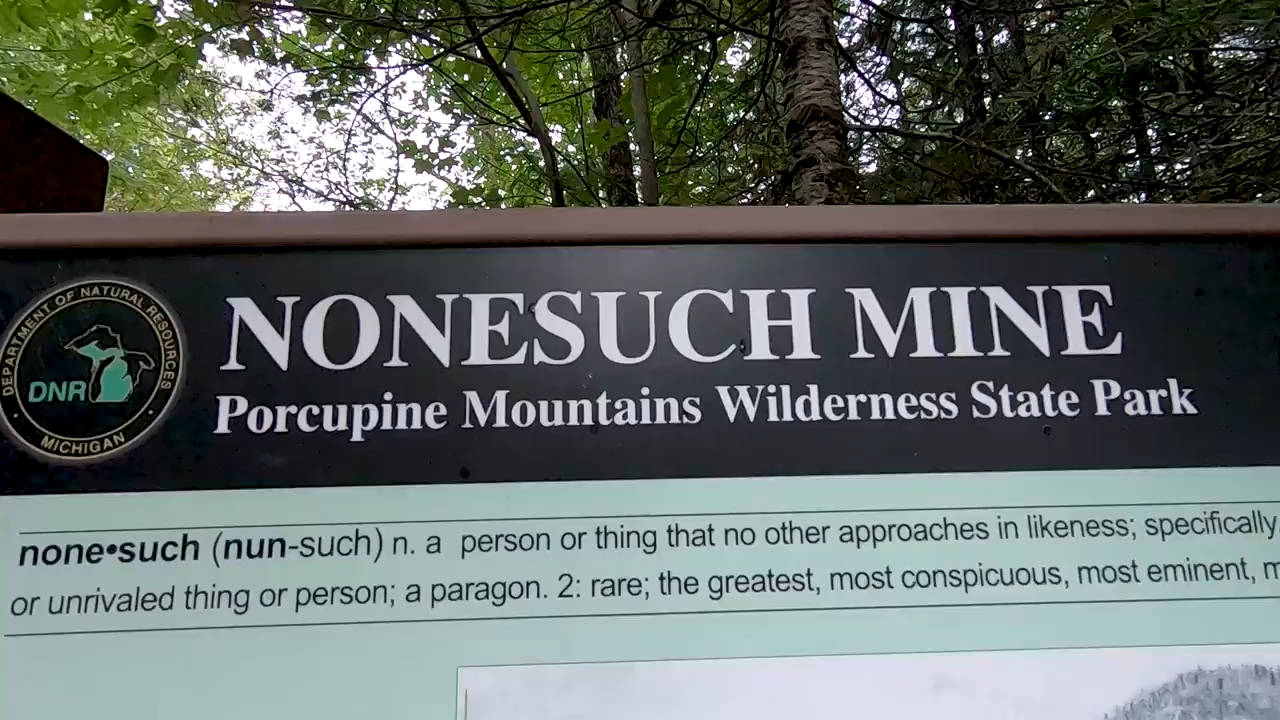 NONESUCH MINE
Porcupine Mountains Wilderness State Park
DEPARTMENT OF NATURAL RESOURCES
DNR
MICHIGAN
none•such (nun-such) n. a person or thing that no other approaches in likeness; specifically
or unrivaled thing or person; a paragon. 2: rare; the greatest, most conspicuous, most eminent,